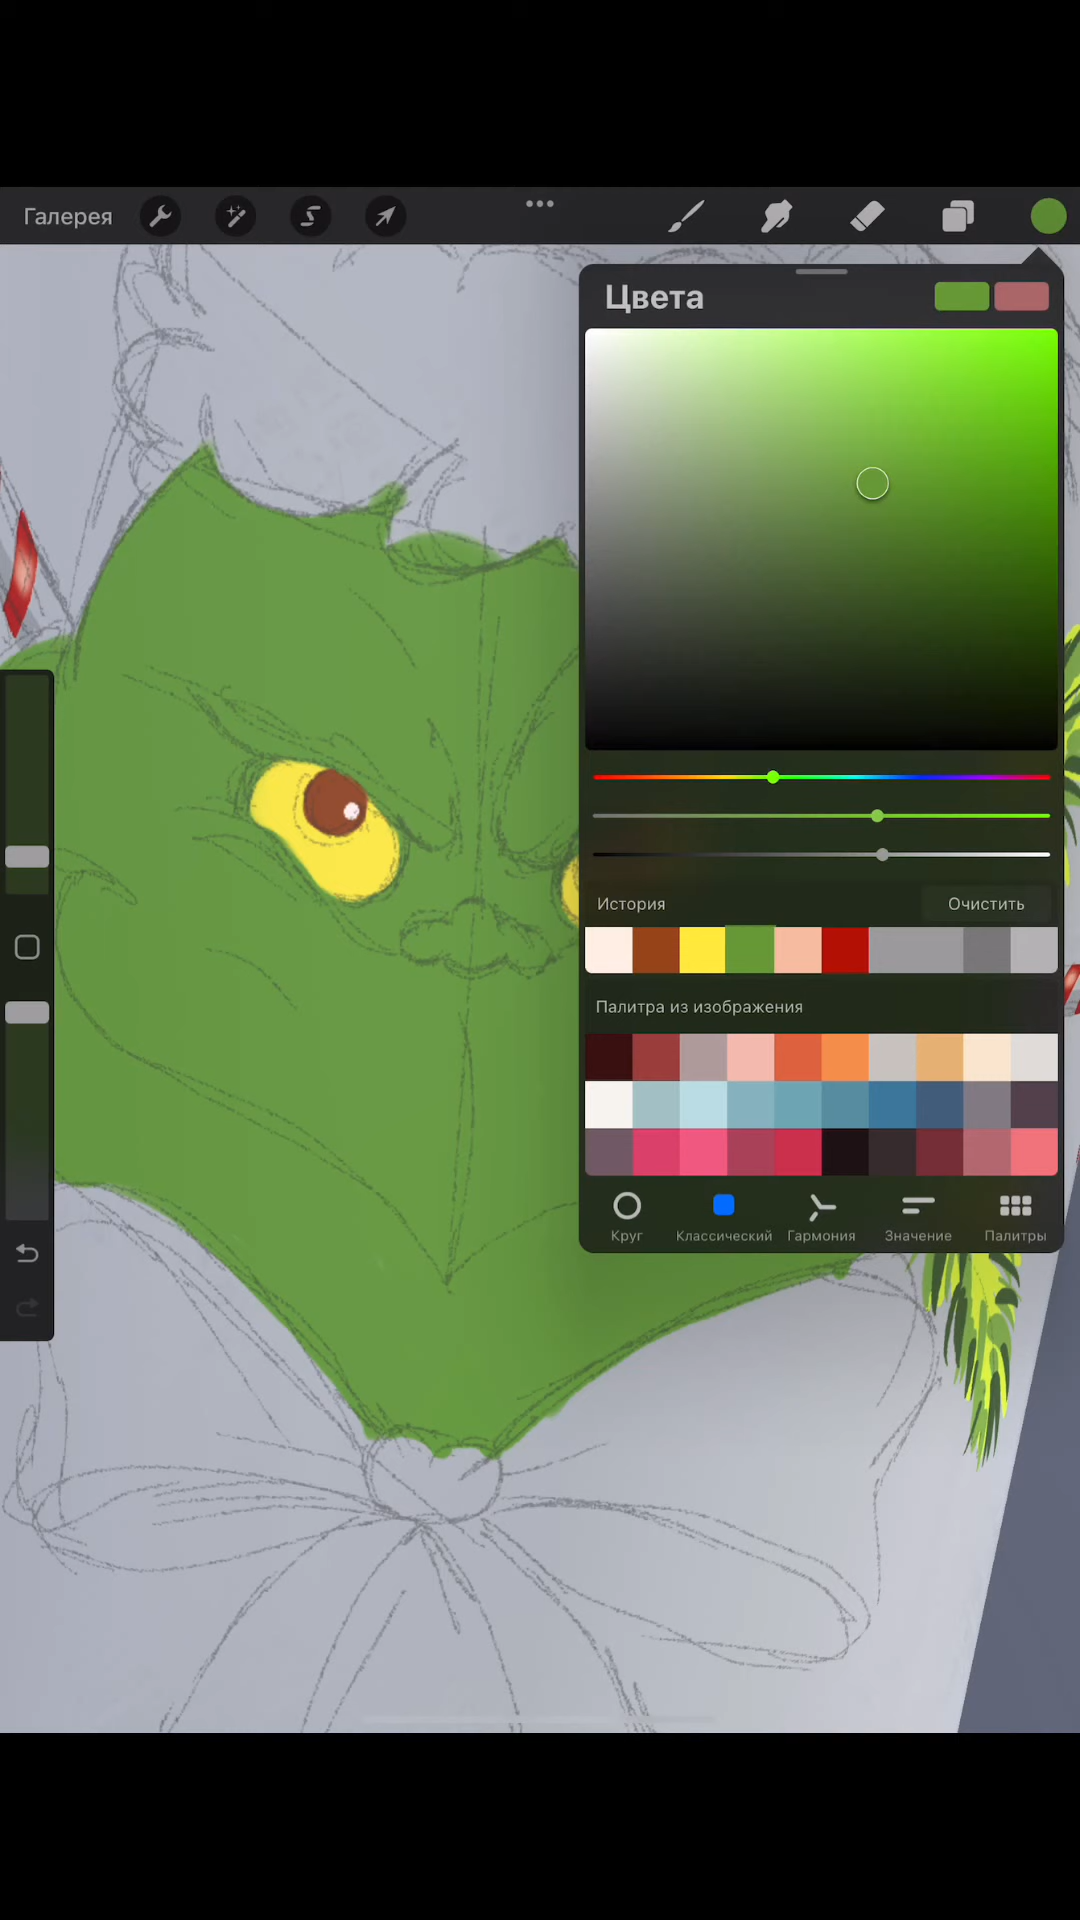 Галерея
Цвета
История
Очистить
Палитра из изображения
Круг
Классический
Гармония
Значение
Палитры